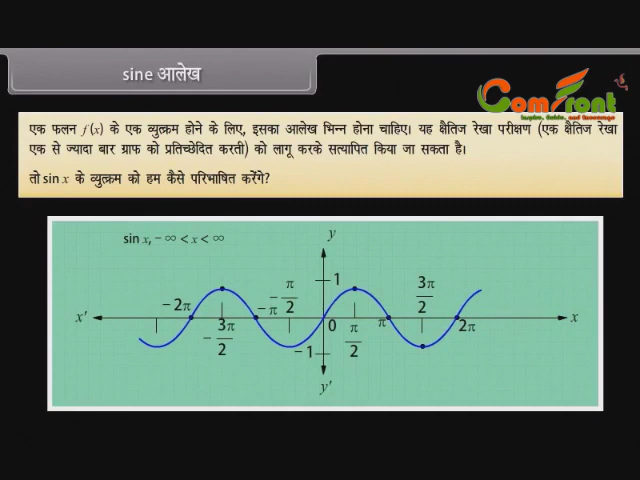 sine आलेख
ComFront
Inspire, Guide, and Knowledge
एक फलन f (x) के एक व्युत्क्रम होने के लिए, इसका आलेख भिन्न होना चाहिए। यह क्षैतिज रेखा परीक्षण (एक क्षैतिज रेखा
एक से ज्यादा बार ग्राफ को प्रतिच्छेदित करती) को लागू करके सत्यापित किया जा सकता है।
तो sin x के व्युत्क्रम को हम कैसे परिभाषित करेंगे?
sin x, − ∞ < x < ∞
y
1
− 2π
− π
− π/2
3π/2
x'
x
− 3π/2
0
π/2
π
2π
− 1
y'